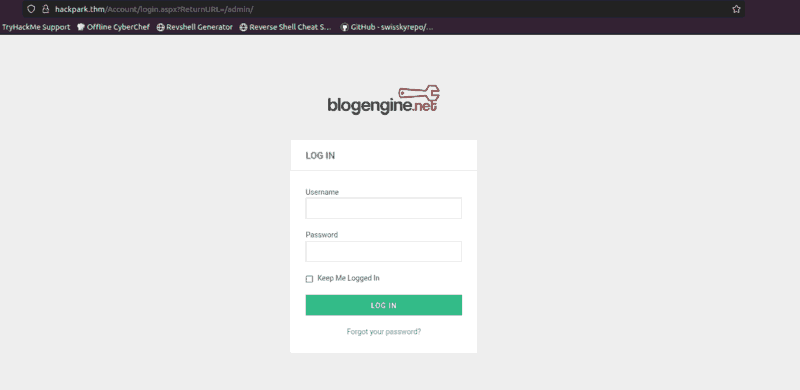 hackpark.thm/Account/login.aspx?ReturnURL=/admin/
TryHackMe Support Offline CyberChef Revshell Generator Reverse Shell Cheat S... GitHub - swisskyrepo/...
blogengine.net
LOG IN
Username
Password
Keep Me Logged In
LOG IN
Forgot your password?